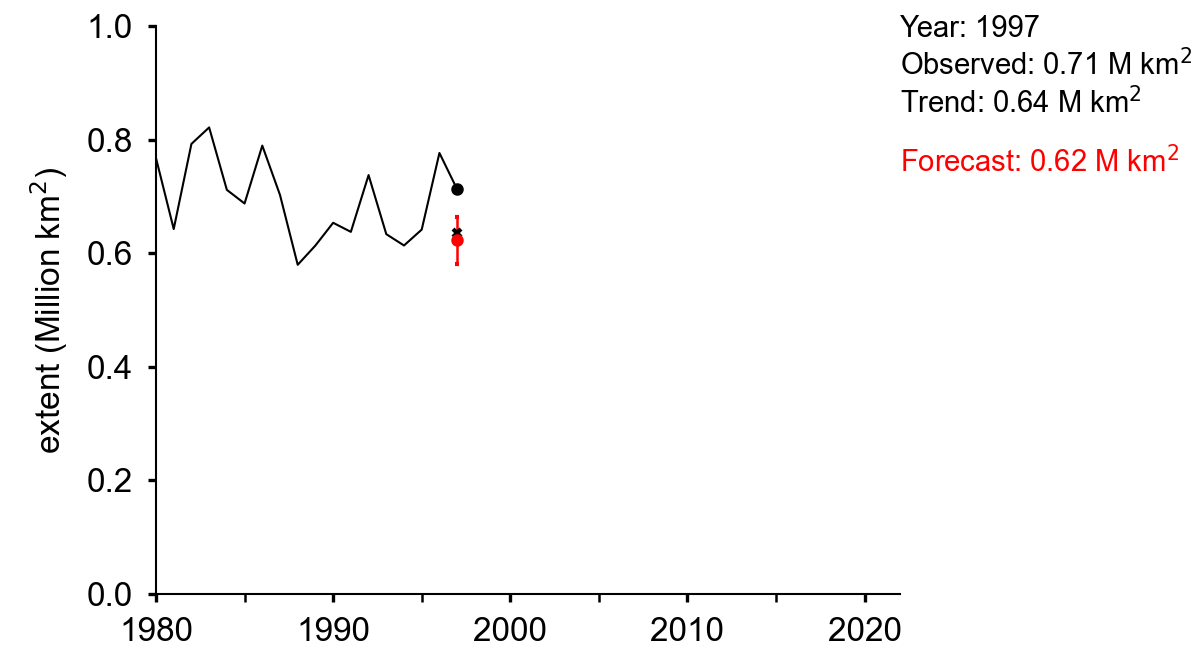 Year: 1997
Observed: 0.71 M km²
Trend: 0.64 M km²
Forecast: 0.62 M km²
extent (Million km²)
1.0
0.8
0.6
0.4
0.2
0.0
1980 1990 2000 2010 2020